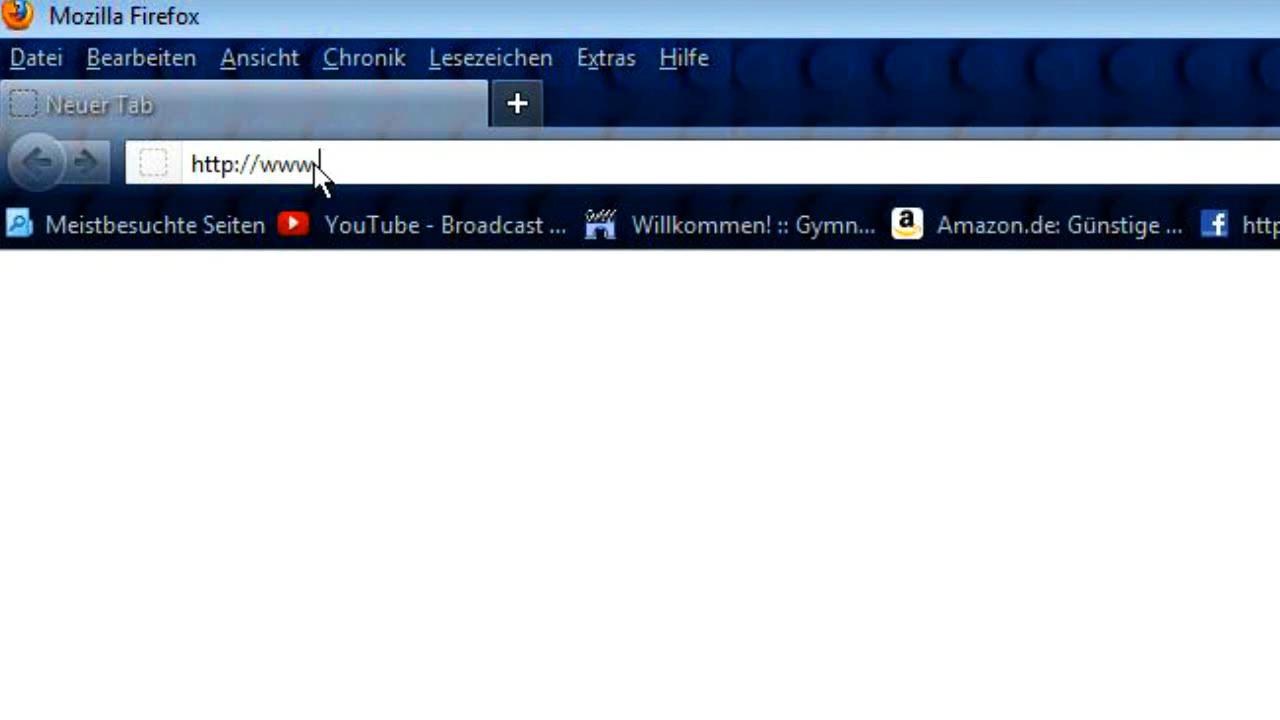 Mozilla Firefox
Datei Bearbeiten Ansicht Chronik Lesezeichen Extras Hilfe
Neuer Tab +
http://www
Meistbesuchte Seiten YouTube - Broadcast ... Willkommen! :: Gymn... Amazon.de: Günstige ... http